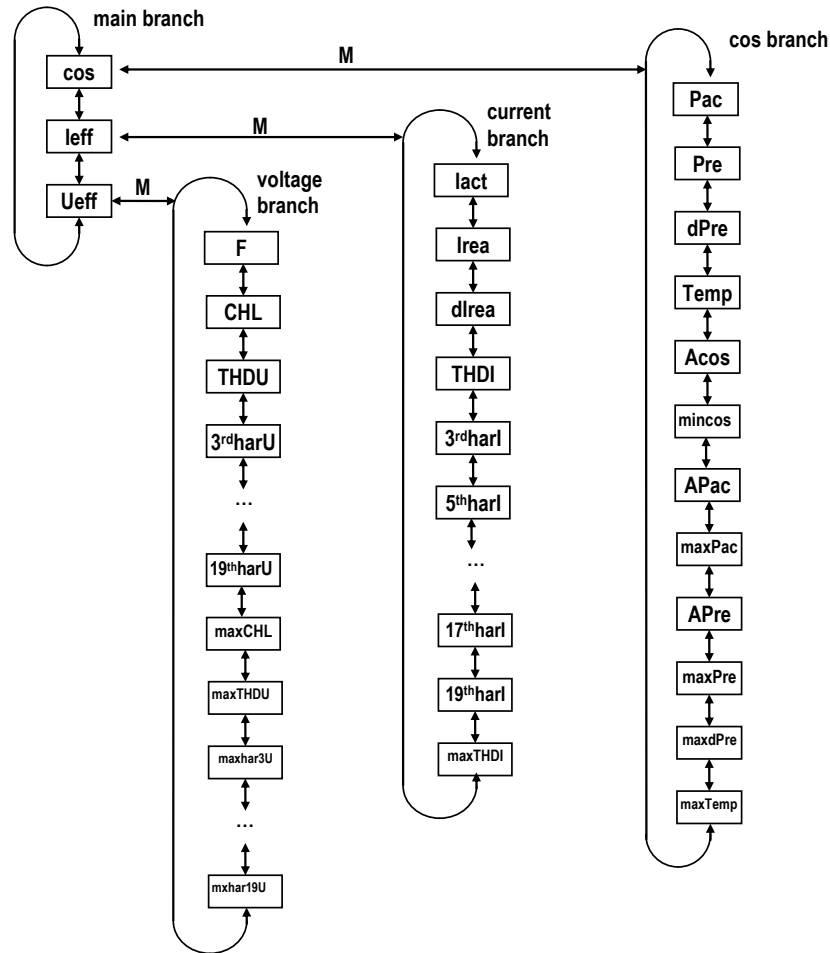 main branch
cos
Ieff
Ueff
M
M
M
voltage
branch
F
CHL
THDU
3rdharU
...
19thharU
maxCHL
maxTHDU
maxhar3U
...
mxhar19U
current
branch
Iact
Irea
dIrea
THDI
3rdharI
5thharI
...
17thharI
19thharI
maxTHDI
cos branch
Pac
Pre
dPre
Temp
Acos
mincos
APac
maxPac
APre
maxPre
maxdPre
maxTemp